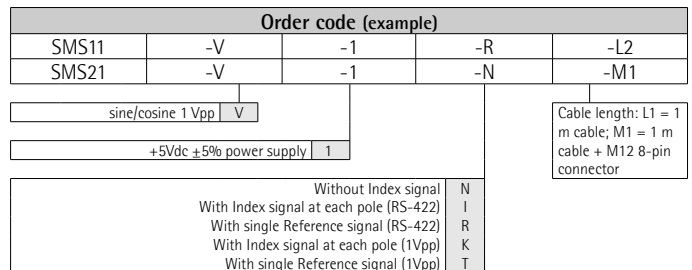 Order code (example)
SMS11 -V -1 -R -L2
SMS21 -V -1 -N -M1
sine/cosine 1 Vpp V
+5Vdc ±5% power supply 1
Cable length: L1 = 1
m cable; M1 = 1 m
cable + M12 8-pin
connector
Without Index signal N
With Index signal at each pole (RS-422) I
With single Reference signal (RS-422) R
With Index signal at each pole (1Vpp) K
With single Reference signal (1Vpp) T